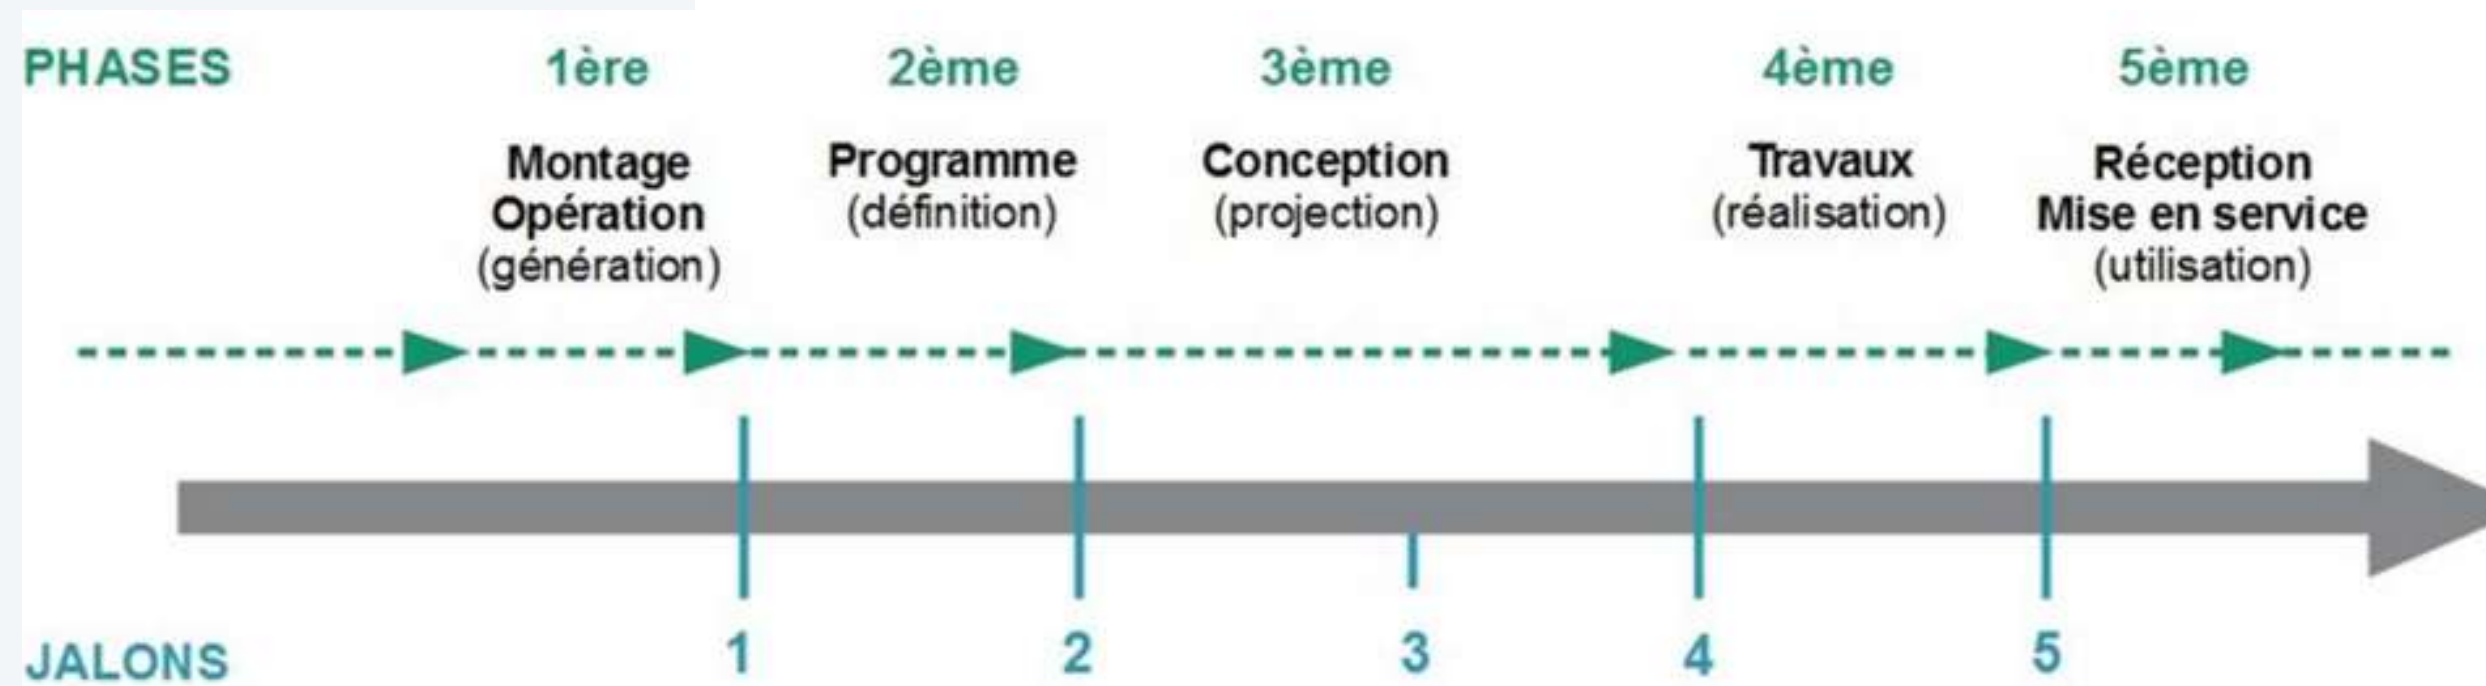 PHASES 1ère 2ème 3ème 4ème 5ème
Montage Programme Conception Travaux Réception
Opération (définition) (projection) (réalisation) Mise en service
(génération) (utilisation)
JALONS 1 2 3 4 5